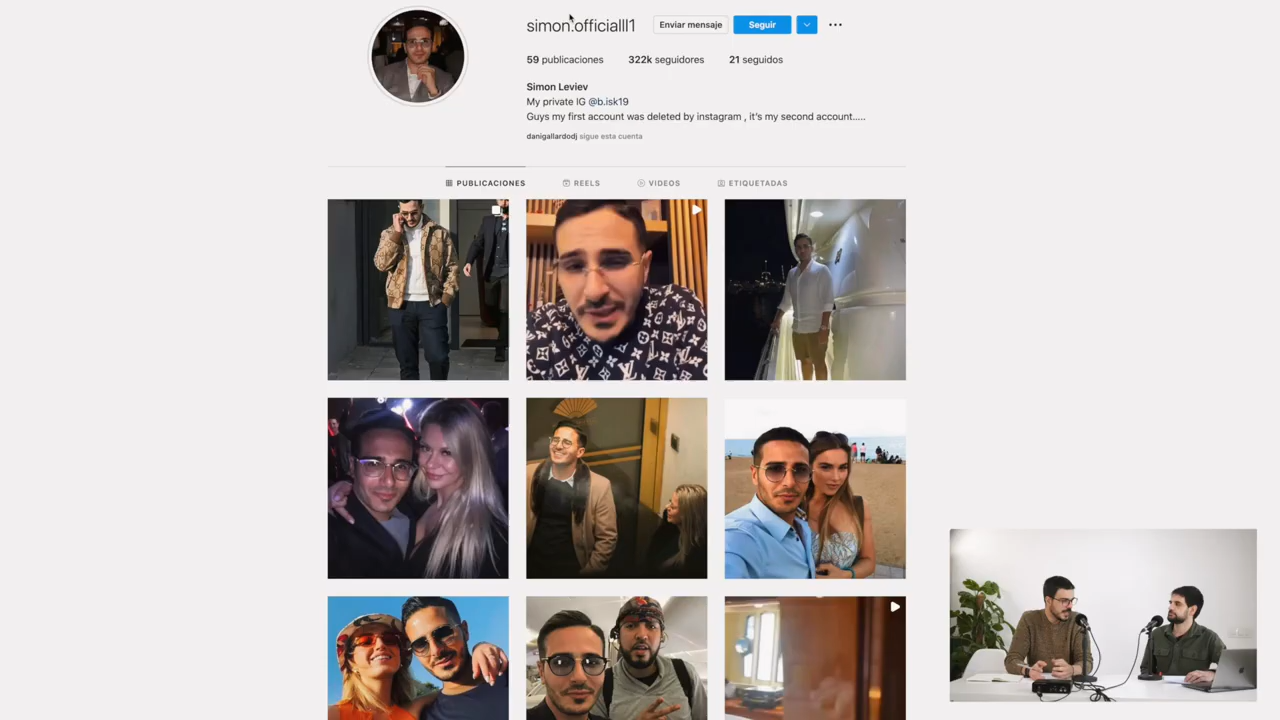 simon.officialll1 Enviar mensaje Seguir
59 publicaciones 322k seguidores 21 seguidos
Simon Leviev
My private IG @b.isk19
Guys my first account was deleted by instagram , it's my second account.....
danigallardodj sigue esta cuenta
PUBLICACIONES REELS VIDEOS ETIQUETADAS